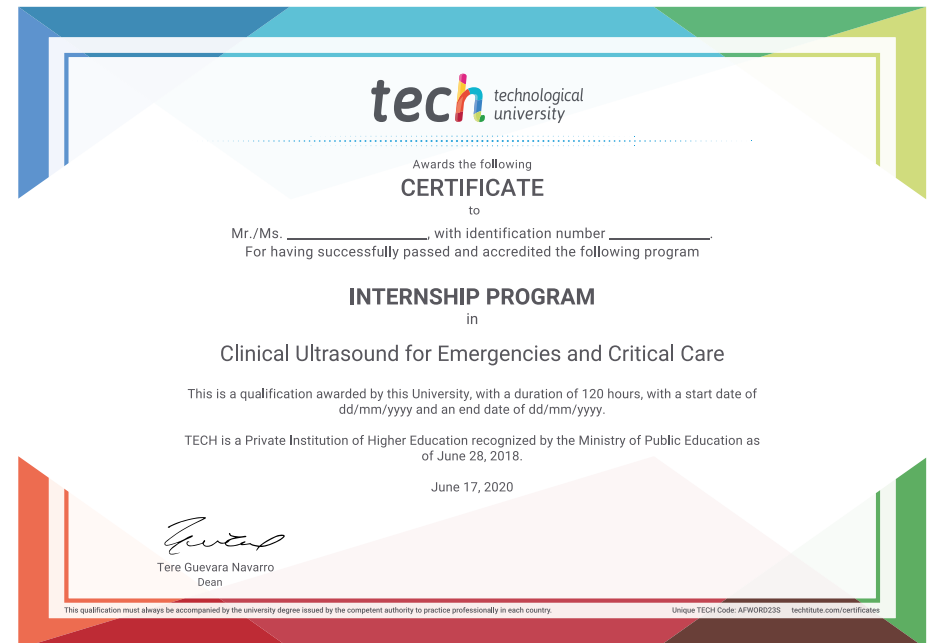 tech technological
university
Awards the following
CERTIFICATE
to
Mr./Ms. ____________________, with identification number ______________.
For having successfully passed and accredited the following program
INTERNSHIP PROGRAM
in
Clinical Ultrasound for Emergencies and Critical Care
This is a qualification awarded by this University, with a duration of 120 hours, with a start date of
dd/mm/yyyy and an end date of dd/mm/yyyy.
TECH is a Private Institution of Higher Education recognized by the Ministry of Public Education as
of June 28, 2018.
June 17, 2020
Tere Guevara Navarro
Dean
This qualification must always be accompanied by the university degree issued by the competent authority to practice professionally in each country. Unique TECH Code: AFWORD23S techtitute.com/certificates